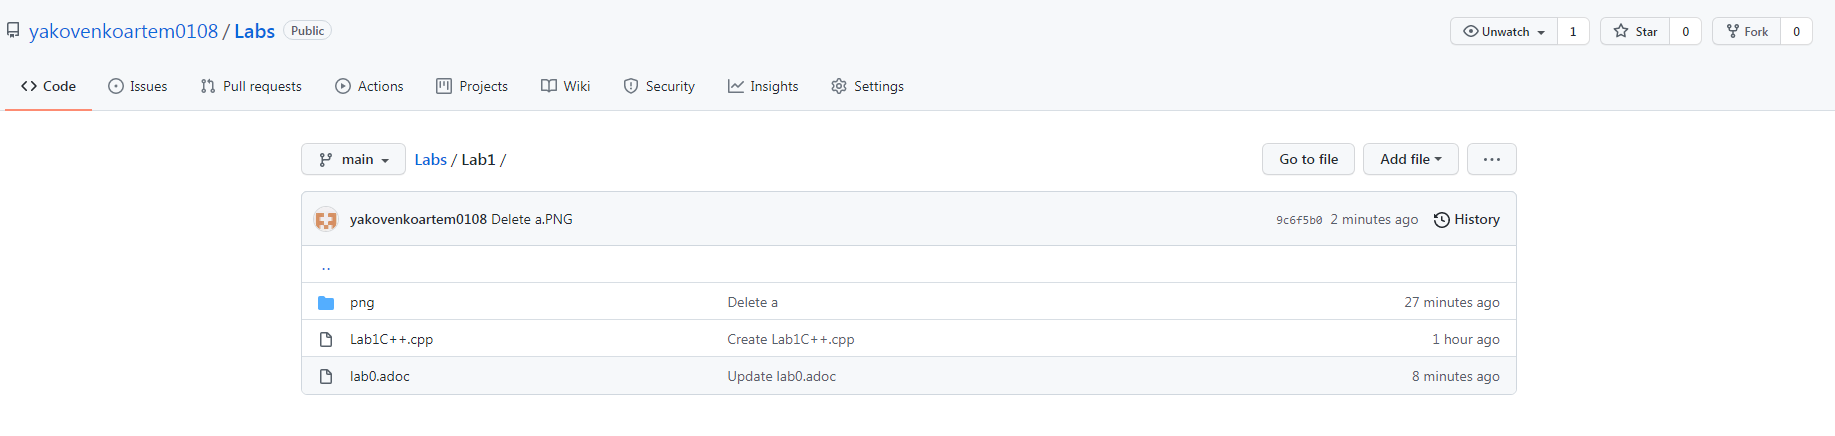 yakovenkoartem0108 / Labs Public Unwatch 1 Star 0 Fork 0
Code Issues Pull requests Actions Projects Wiki Security Insights Settings
main Labs / Lab1 / Go to file Add file ...
yakovenkoartem0108 Delete a.PNG 9c6f5b0 2 minutes ago History
..
png Delete a 27 minutes ago
Lab1C++.cpp Create Lab1C++.cpp 1 hour ago
lab0.adoc Update lab0.adoc 8 minutes ago